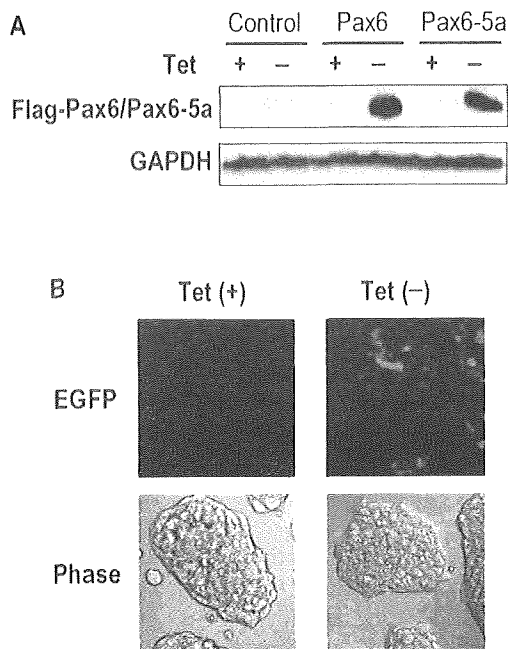 A
Control Pax6 Pax6-5a
Tet + – + – + –
Flag-Pax6/Pax6-5a
GAPDH
B
Tet (+) Tet (–)
EGFP
Phase